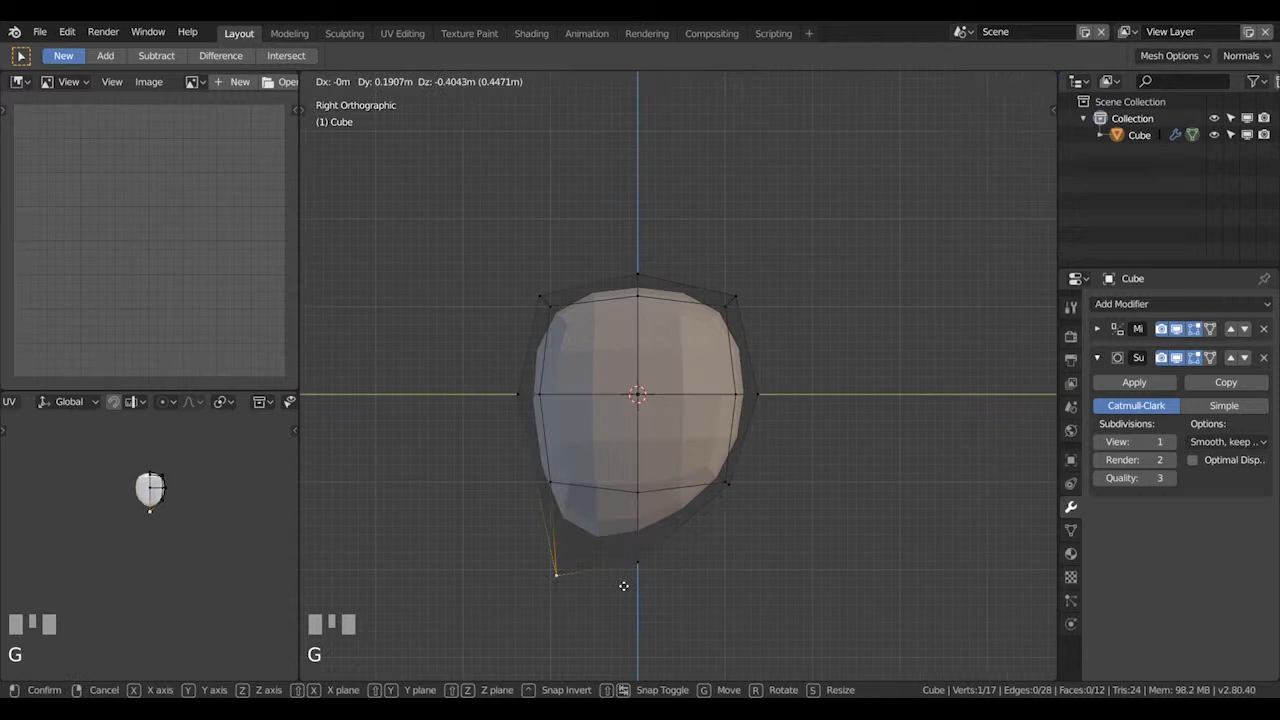 File Edit Render Window Help Layout Modeling Sculpting UV Editing Texture Paint Shading Animation Rendering Compositing Scripting + Scene View Layer
New Add Subtract Difference Intersect Mesh Options Normals
View View Image New Open
Dx: -0m Dy: 0.1907m Dz: -0.4043m (0.4471m)
Right Orthographic
(1) Cube
Scene Collection
Collection
Cube
Cube
Add Modifier
Mi
Su
Apply Copy
Catmull-Clark Simple
Subdivisions: Options:
View: 1 Smooth, keep ..
Render: 2 Optimal Disp..
Quality: 3
UV Global
G
G
Confirm Cancel X X axis Y Y axis Z Z axis X X plane Y Y plane Z Z plane Snap Invert Snap Toggle G Move R Rotate S Resize Cube | Verts:1/17 | Edges:0/28 | Faces:0/12 | Tris:24 | Mem: 98.2 MB | v2.80.40